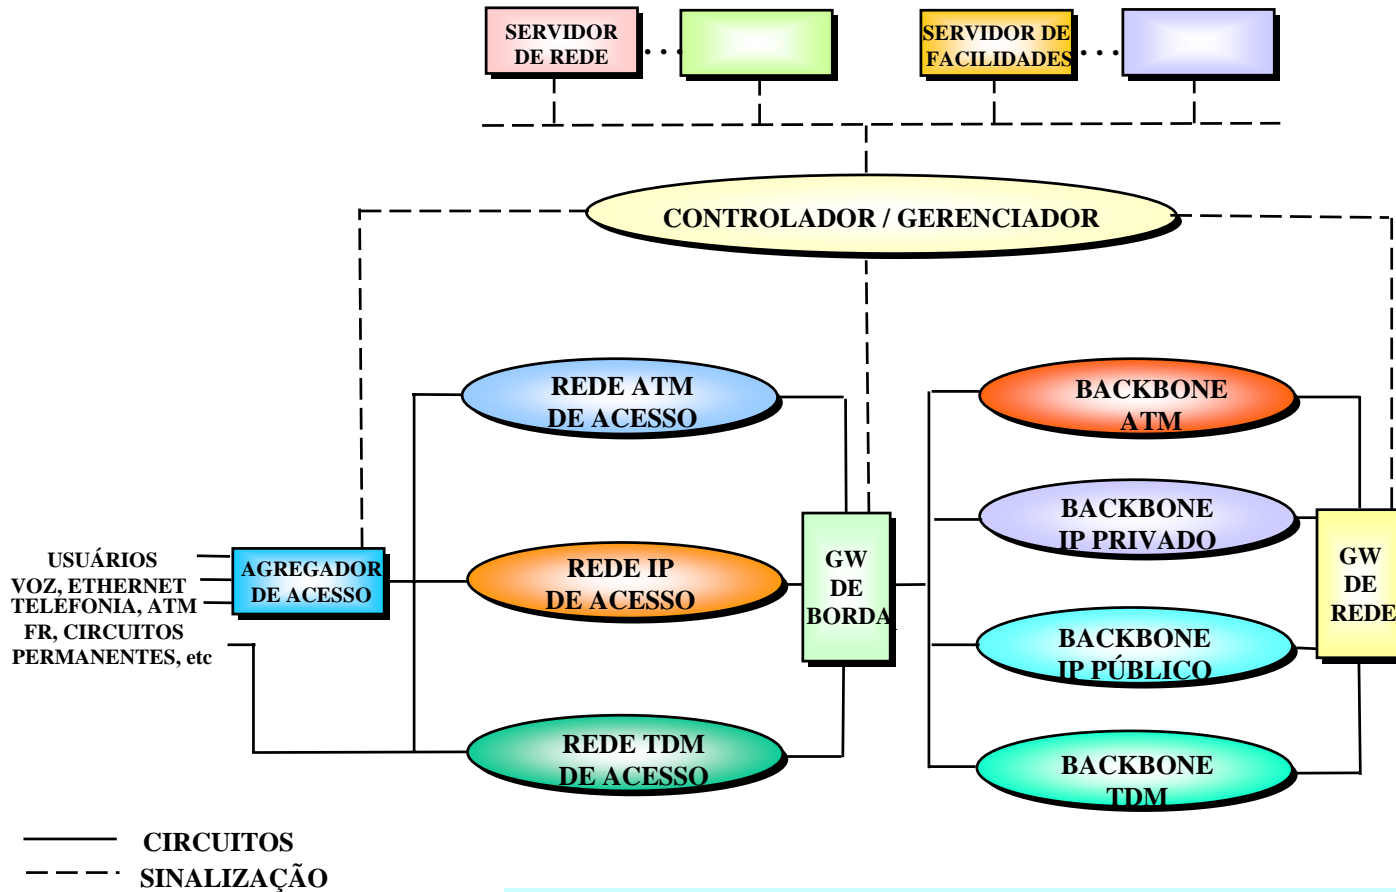 SERVIDOR
DE REDE
...
SERVIDOR DE
FACILIDADES
...
CONTROLADOR / GERENCIADOR
REDE ATM
DE ACESSO
BACKBONE
ATM
BACKBONE
IP PRIVADO
USUÁRIOS
VOZ, ETHERNET
TELEFONIA, ATM
FR, CIRCUITOS
PERMANENTES, etc
AGREGADOR
DE ACESSO
REDE IP
DE ACESSO
GW
DE
BORDA
GW
DE
REDE
BACKBONE
IP PÚBLICO
REDE TDM
DE ACESSO
BACKBONE
TDM
CIRCUITOS
SINALIZAÇÃO